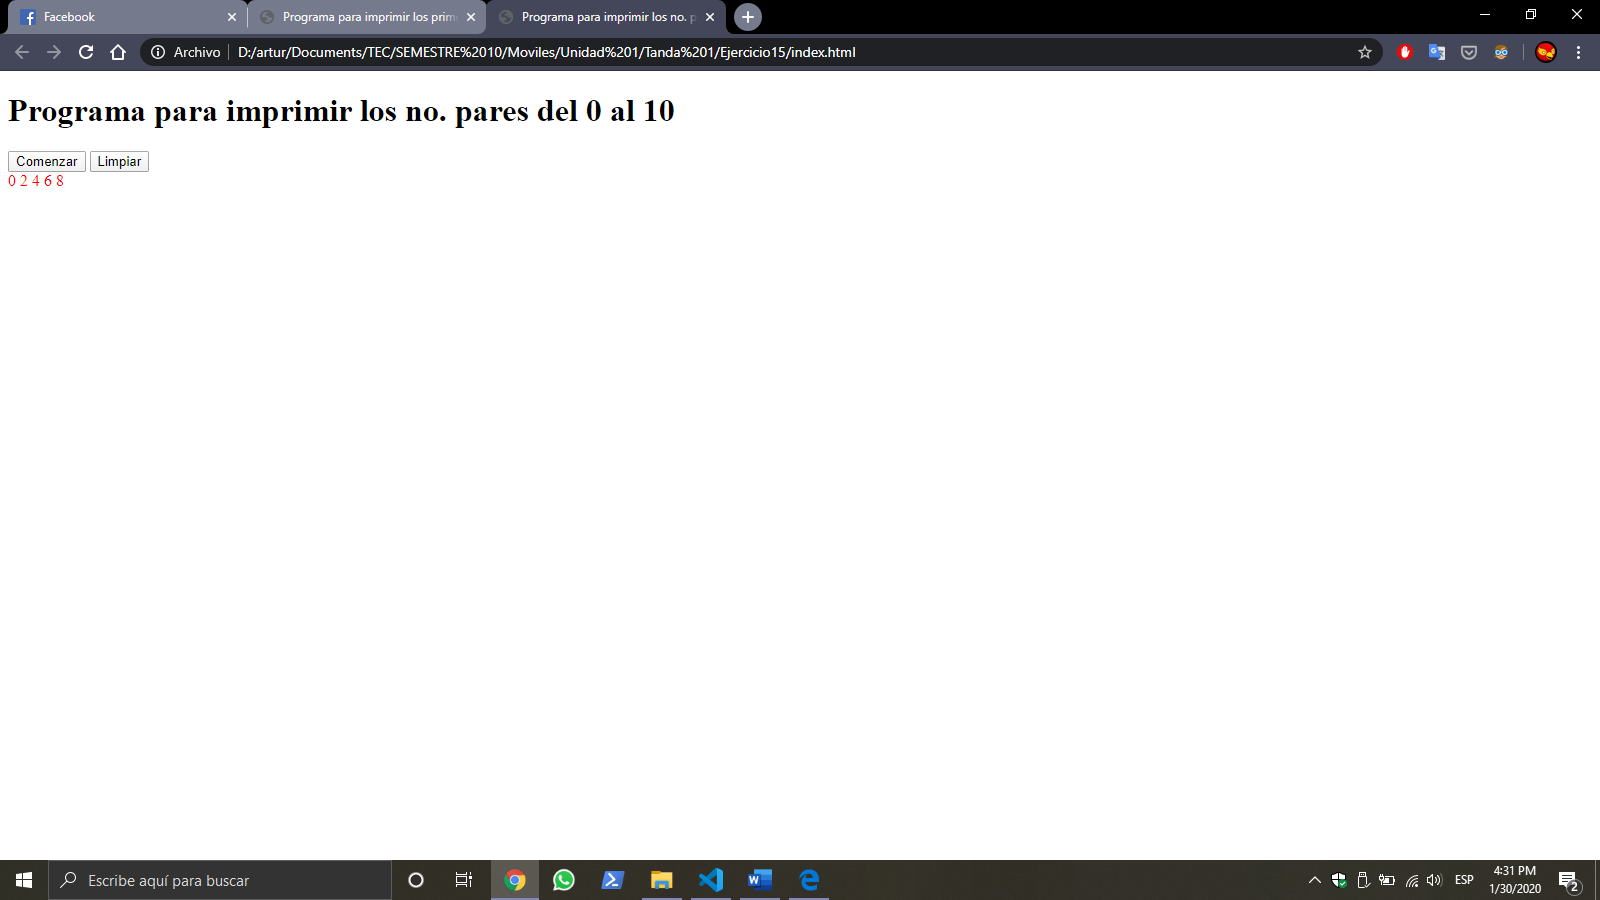 Facebook
Programa para imprimir los prim
Programa para imprimir los no. p
Archivo
D:/artur/Documents/TEC/SEMESTRE%2010/Moviles/Unidad%201/Tanda%201/Ejercicio15/index.html
Programa para imprimir los no. pares del 0 al 10
Comenzar Limpiar
0 2 4 6 8
Escribe aquí para buscar
ESP
4:31 PM
1/30/2020
2